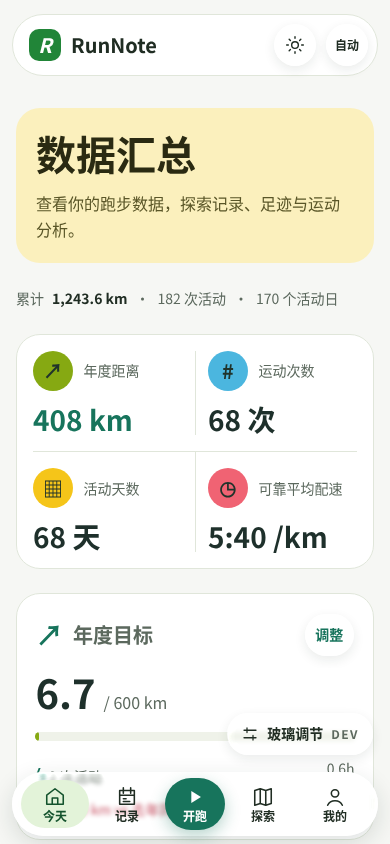 R RunNote 自动
数据汇总
查看你的跑步数据，探索记录、足迹与运动
分析。
累计 1,243.6 km • 182 次活动 • 170 个活动日
年度距离
408 km
# 运动次数
68 次
活动天数
68 天
可靠平均配速
5:40 /km
年度目标 调整
6.7 / 600 km
玻璃调节 DEV
0.6h
今天 记录 开跑 探索 我的